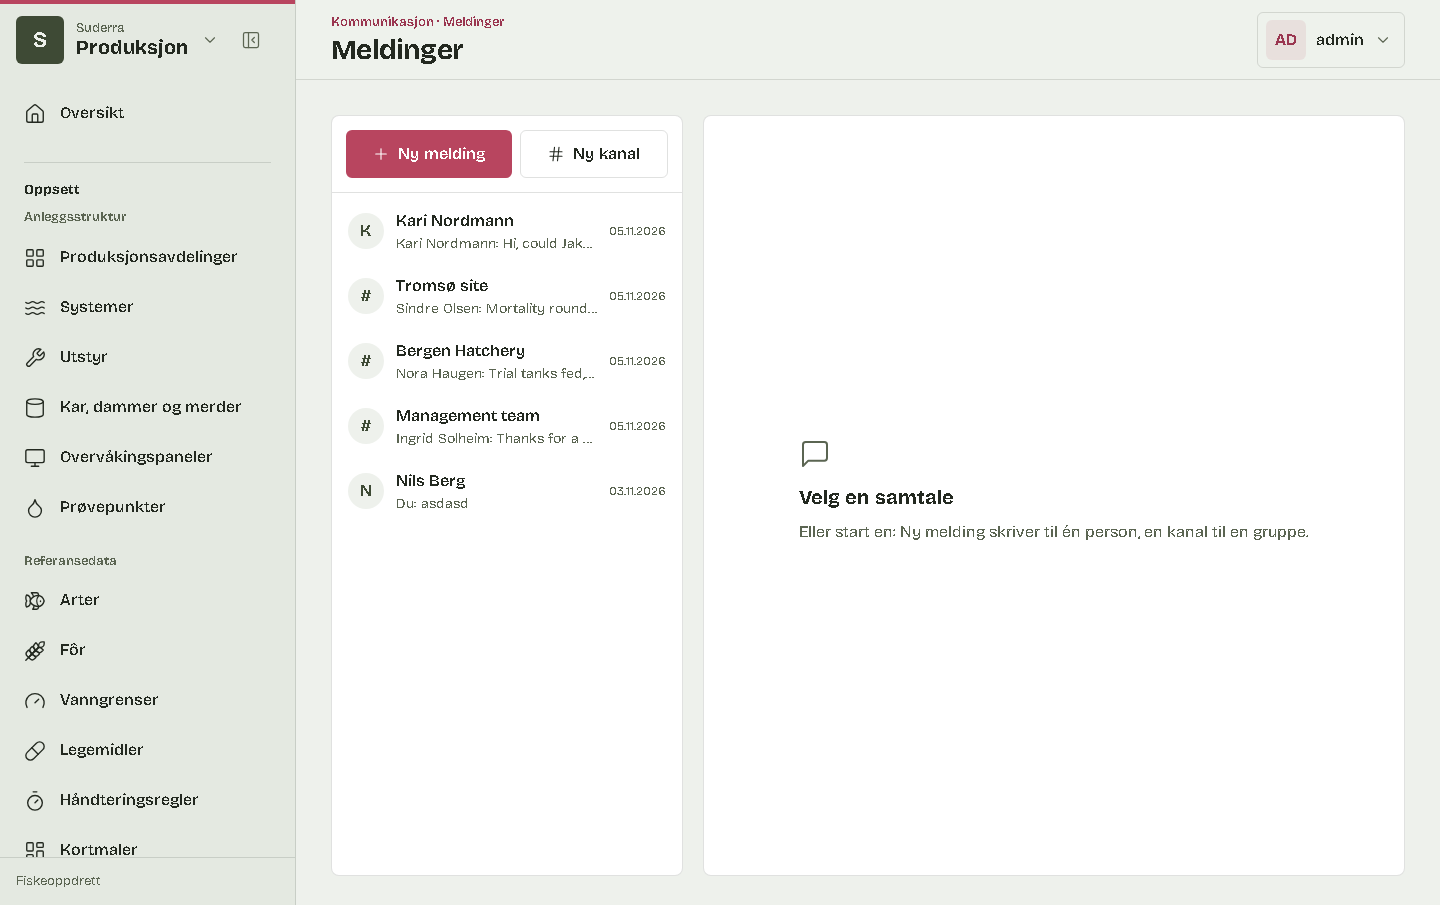 S
Suderra
Produksjon
Oversikt
Oppsett
Anleggsstruktur
Produksjonsavdelinger
Systemer
Utstyr
Kar, dammer og merder
Overvåkingspaneler
Prøvepunkter
Referansedata
Arter
Fôr
Vanngrenser
Legemidler
Håndteringsregler
Kortmaler
Fiskeoppdrett
Kommunikasjon · Meldinger
Meldinger
AD admin
+ Ny melding
# Ny kanal
K
Kari Nordmann
Kari Nordmann: Hi, could Jak...
05.11.2026
#
Tromsø site
Sindre Olsen: Mortality round...
05.11.2026
#
Bergen Hatchery
Nora Haugen: Trial tanks fed,...
05.11.2026
#
Management team
Ingrid Solheim: Thanks for a ...
05.11.2026
N
Nils Berg
Du: asdasd
03.11.2026
Velg en samtale
Eller start en: Ny melding skriver til én person, en kanal til en gruppe.